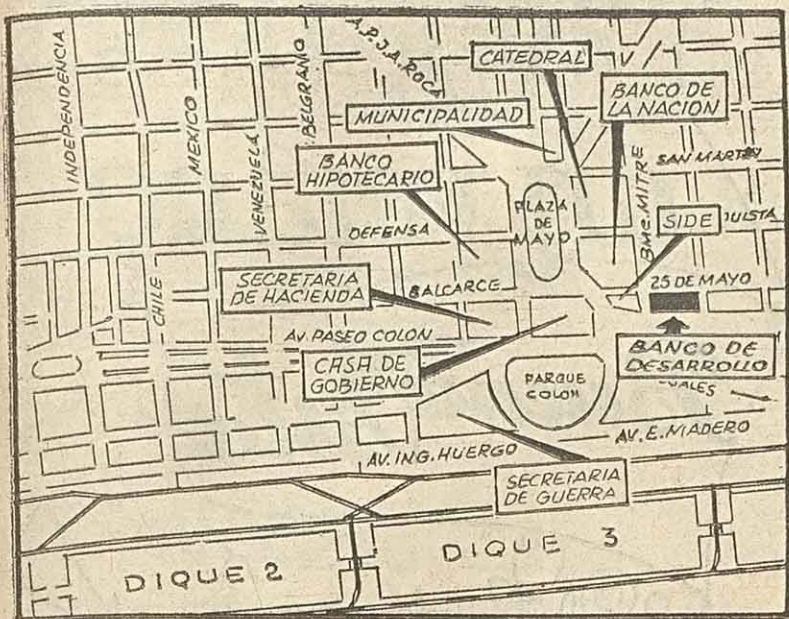 INDEPENDENCIA
MEXICO
VENEZUELA
BELGRANO
A.P.J.A.ROCA
CATEDRAL
MUNICIPALIDAD
BANCO DE
LA NACION
BANCO
HIPOTECARIO
PLAZA
DE
MAYO
Bme.MITRE
SAN MARTIN
DEFENSA
SIDE
SECRETARIA
DE HACIENDA
BALCARCE
25 DE MAYO
CHILE
AV.PASEO COLON
CASA DE
GOBIERNO
PARQUE
COLON
BANCO DE
DESARROLLO
AV.E.MADERO
AV.ING.HUERGO
SECRETARIA
DE GUERRA
DIQUE 2
DIQUE 3